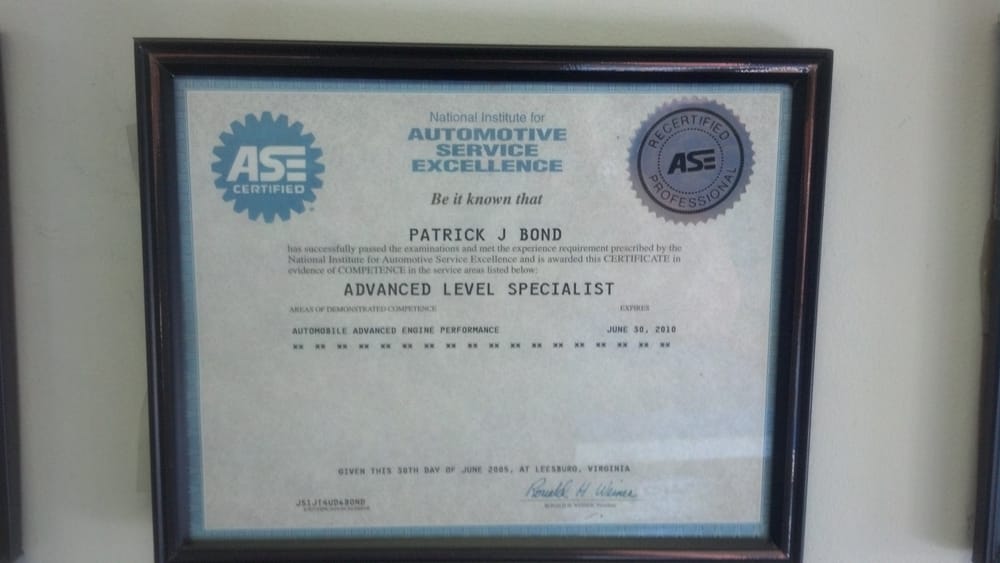 ASE
CERTIFIED
National Institute for
AUTOMOTIVE
SERVICE
EXCELLENCE
RECERTIFIED
ASE
PROFESSIONAL
Be it known that
PATRICK J BOND
has successfully passed the examinations and met the experience requirement prescribed by the
National Institute for Automotive Service Excellence and is awarded this CERTIFICATE in
evidence of COMPETENCE in the service areas listed below:
ADVANCED LEVEL SPECIALIST
AREAS OF DEMONSTRATED COMPETENCE EXPIRES
AUTOMOBILE ADVANCED ENGINE PERFORMANCE JUNE 30, 2010
** ** ** ** ** ** ** ** ** ** ** ** ** ** ** ** ** **
GIVEN THIS 30TH DAY OF JUNE 2005, AT LEESBURG, VIRGINIA
Ronald H Weiner